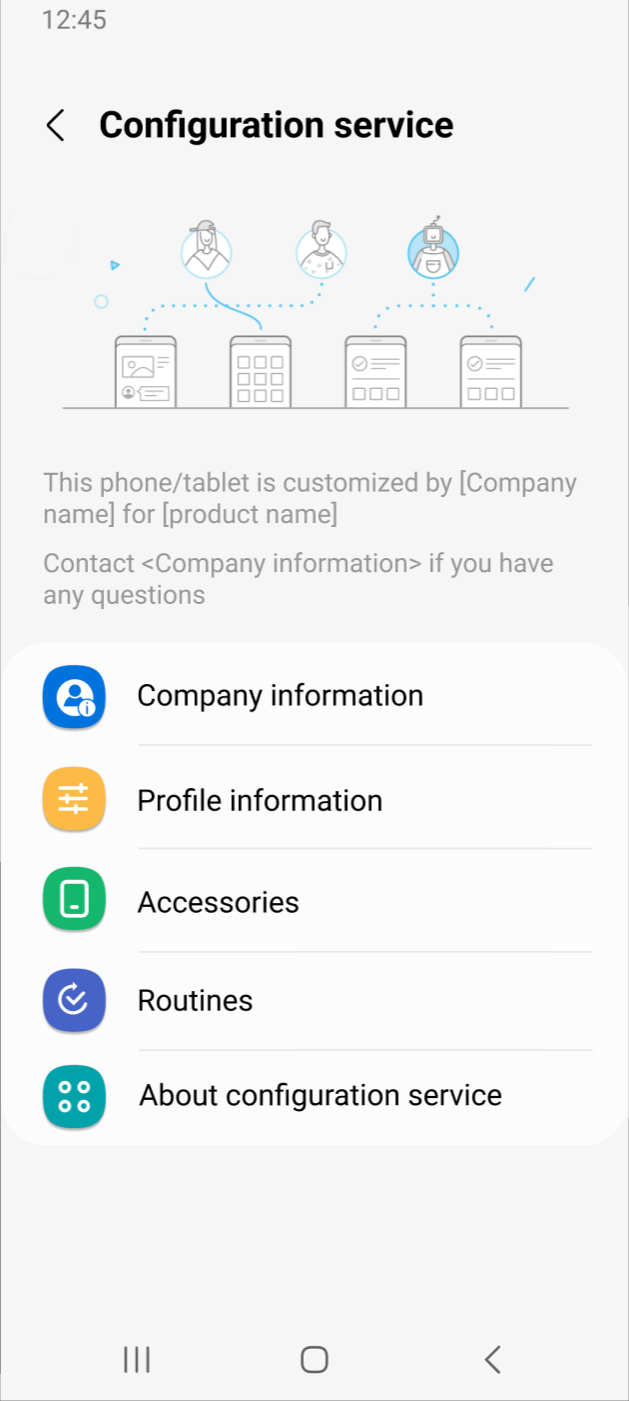 12:45
Configuration service
This phone/tablet is customized by [Company
name] for [product name]
Contact <Company information> if you have
any questions
Company information
Profile information
Accessories
Routines
About configuration service